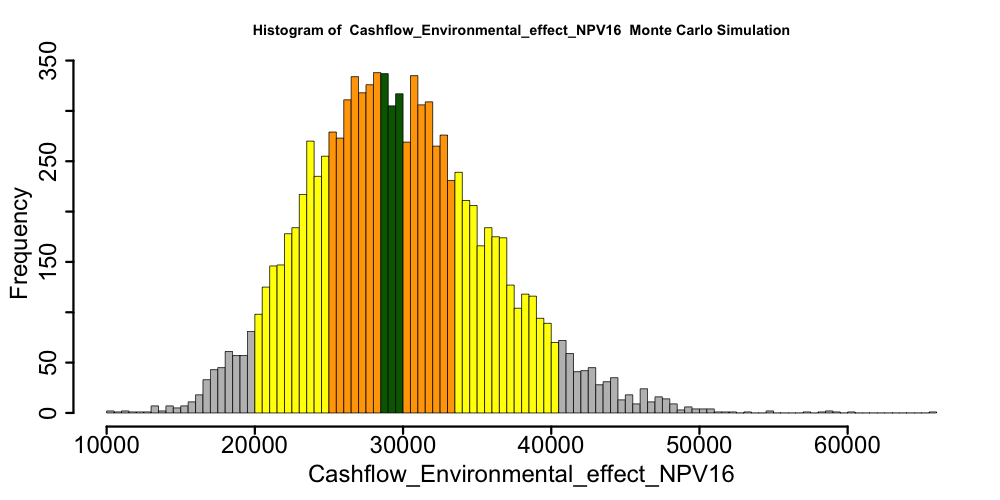 Histogram of  Cashflow_Environmental_effect_NPV16  Monte Carlo Simulation
Frequency
350
250
150
50
0
10000 20000 30000 40000 50000 60000
Cashflow_Environmental_effect_NPV16